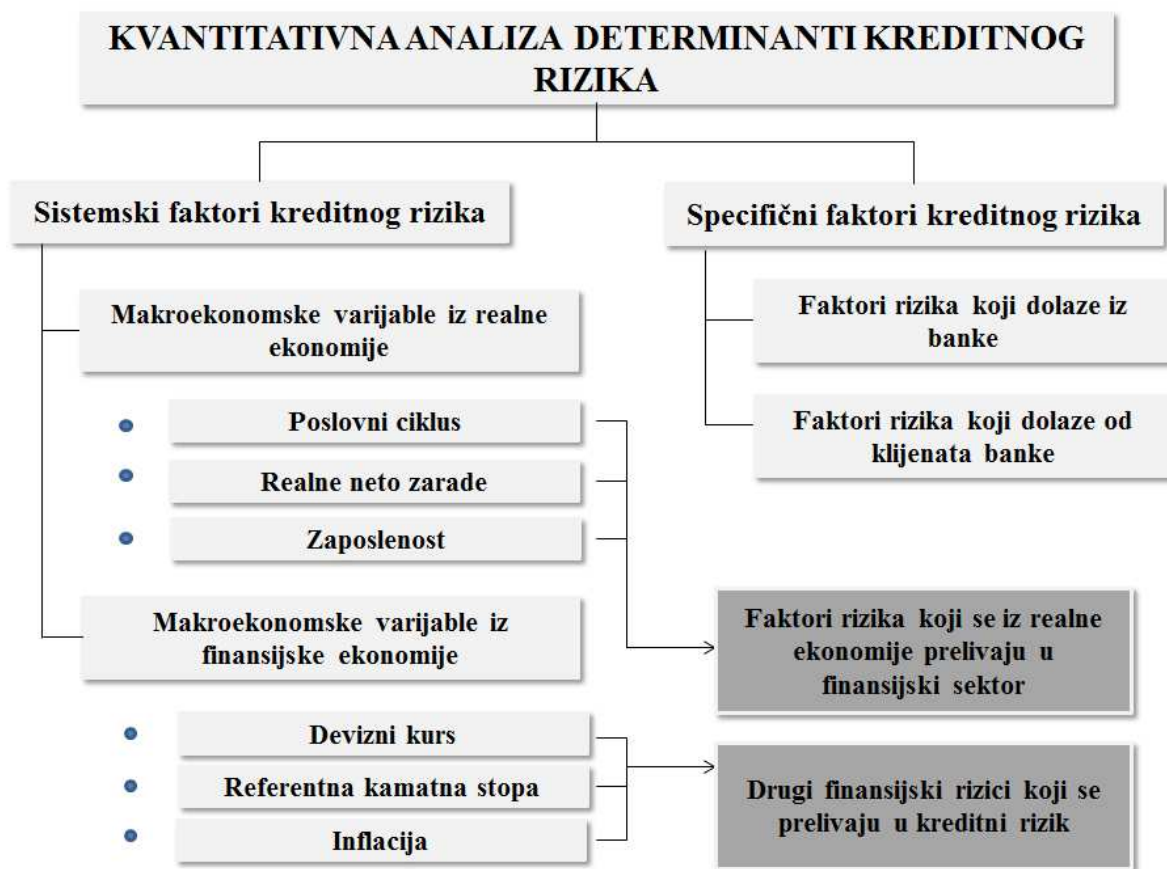 KVANTITATIVNA ANALIZA DETERMINANTI KREDITNOG
RIZIKA
Sistemski faktori kreditnog rizika
Specifični faktori kreditnog rizika
Makroekonomske varijable iz realne
ekonomije
Faktori rizika koji dolaze iz
banke
Poslovni ciklus
Faktori rizika koji dolaze od
klijenata banke
Realne neto zarade
Zaposlenost
Makroekonomske varijable iz
finansijske ekonomije
Faktori rizika koji se iz realne
ekonomije prelivaju u
finansijski sektor
Devizni kurs
Referentna kamatna stopa
Inflacija
Drugi finansijski rizici koji se
prelivaju u kreditni rizik